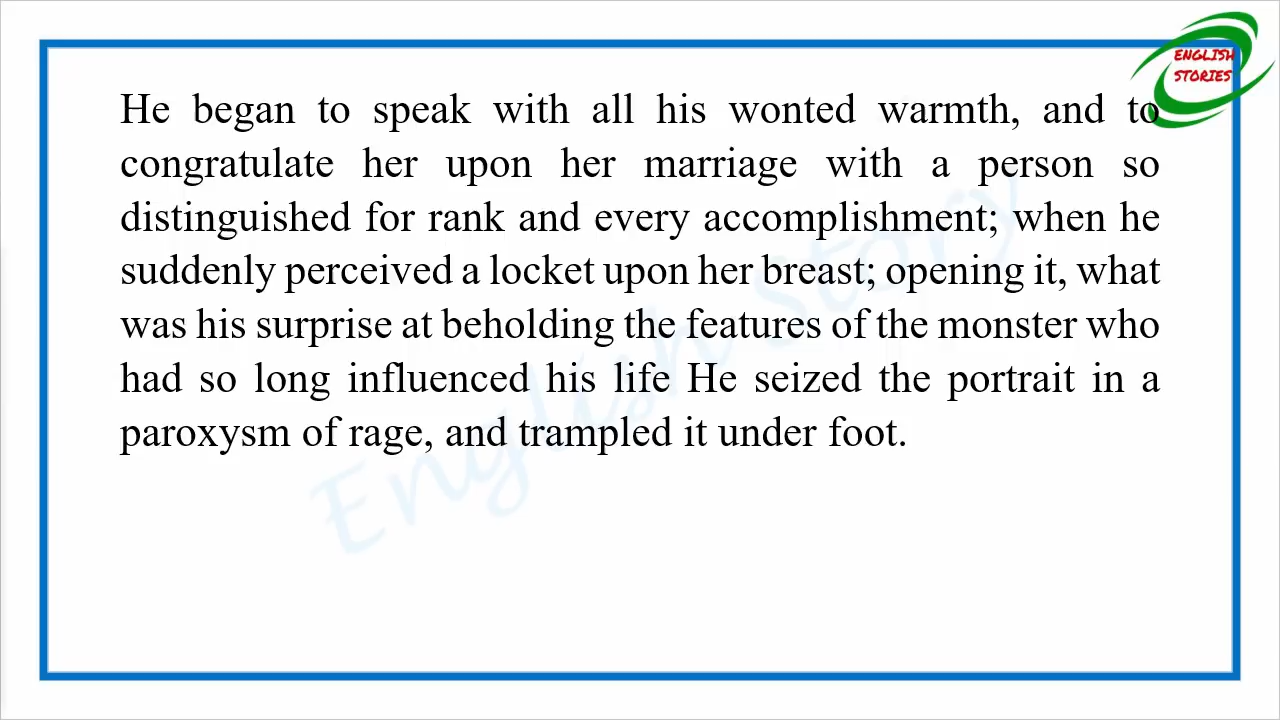 ENGLISH
STORIES
He began to speak with all his wonted warmth, and to
congratulate her upon her marriage with a person so
distinguished for rank and every accomplishment; when he
suddenly perceived a locket upon her breast; opening it, what
was his surprise at beholding the features of the monster who
had so long influenced his life He seized the portrait in a
paroxysm of rage, and trampled it under foot.
English Story